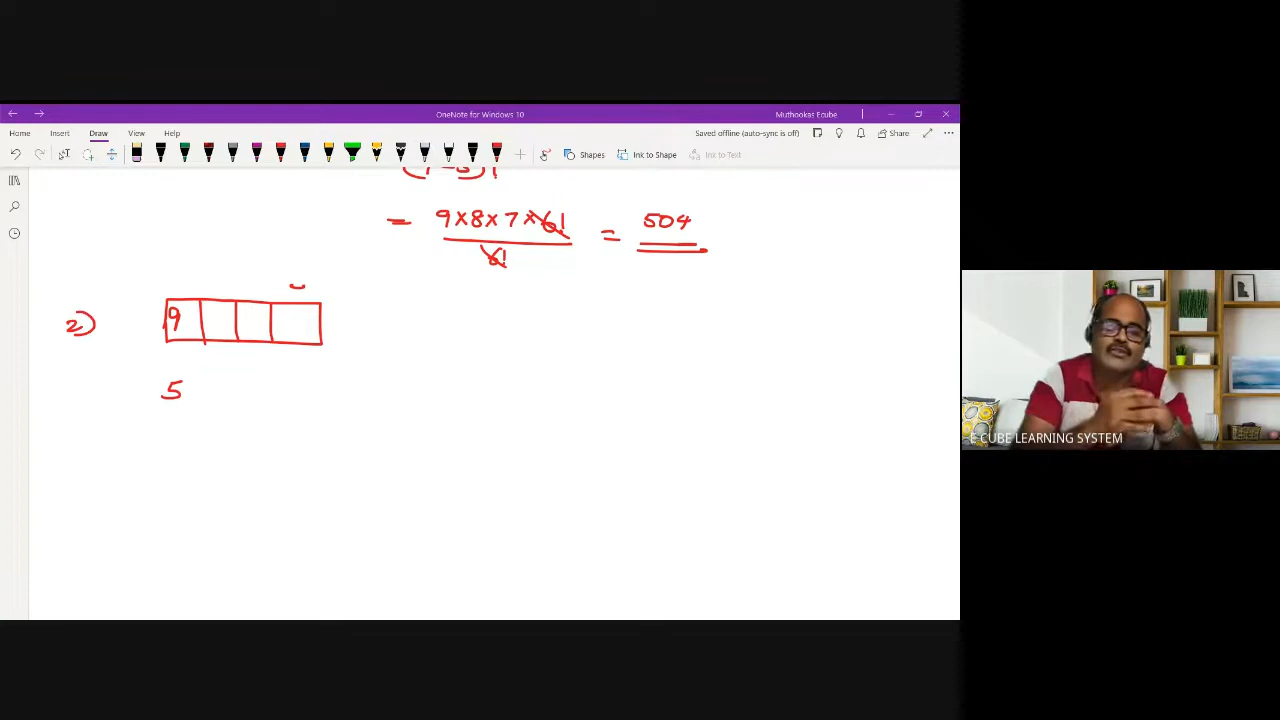 OneNote for Windows 10
Muthookas Ecube
Home Insert Draw View Help
Saved offline (auto-sync is off)
Share
Shapes
Ink to Shape
Ink to Text
= 9×8×7×6! / 6! = 504
2)
9
5
E CUBE LEARNING SYSTEM